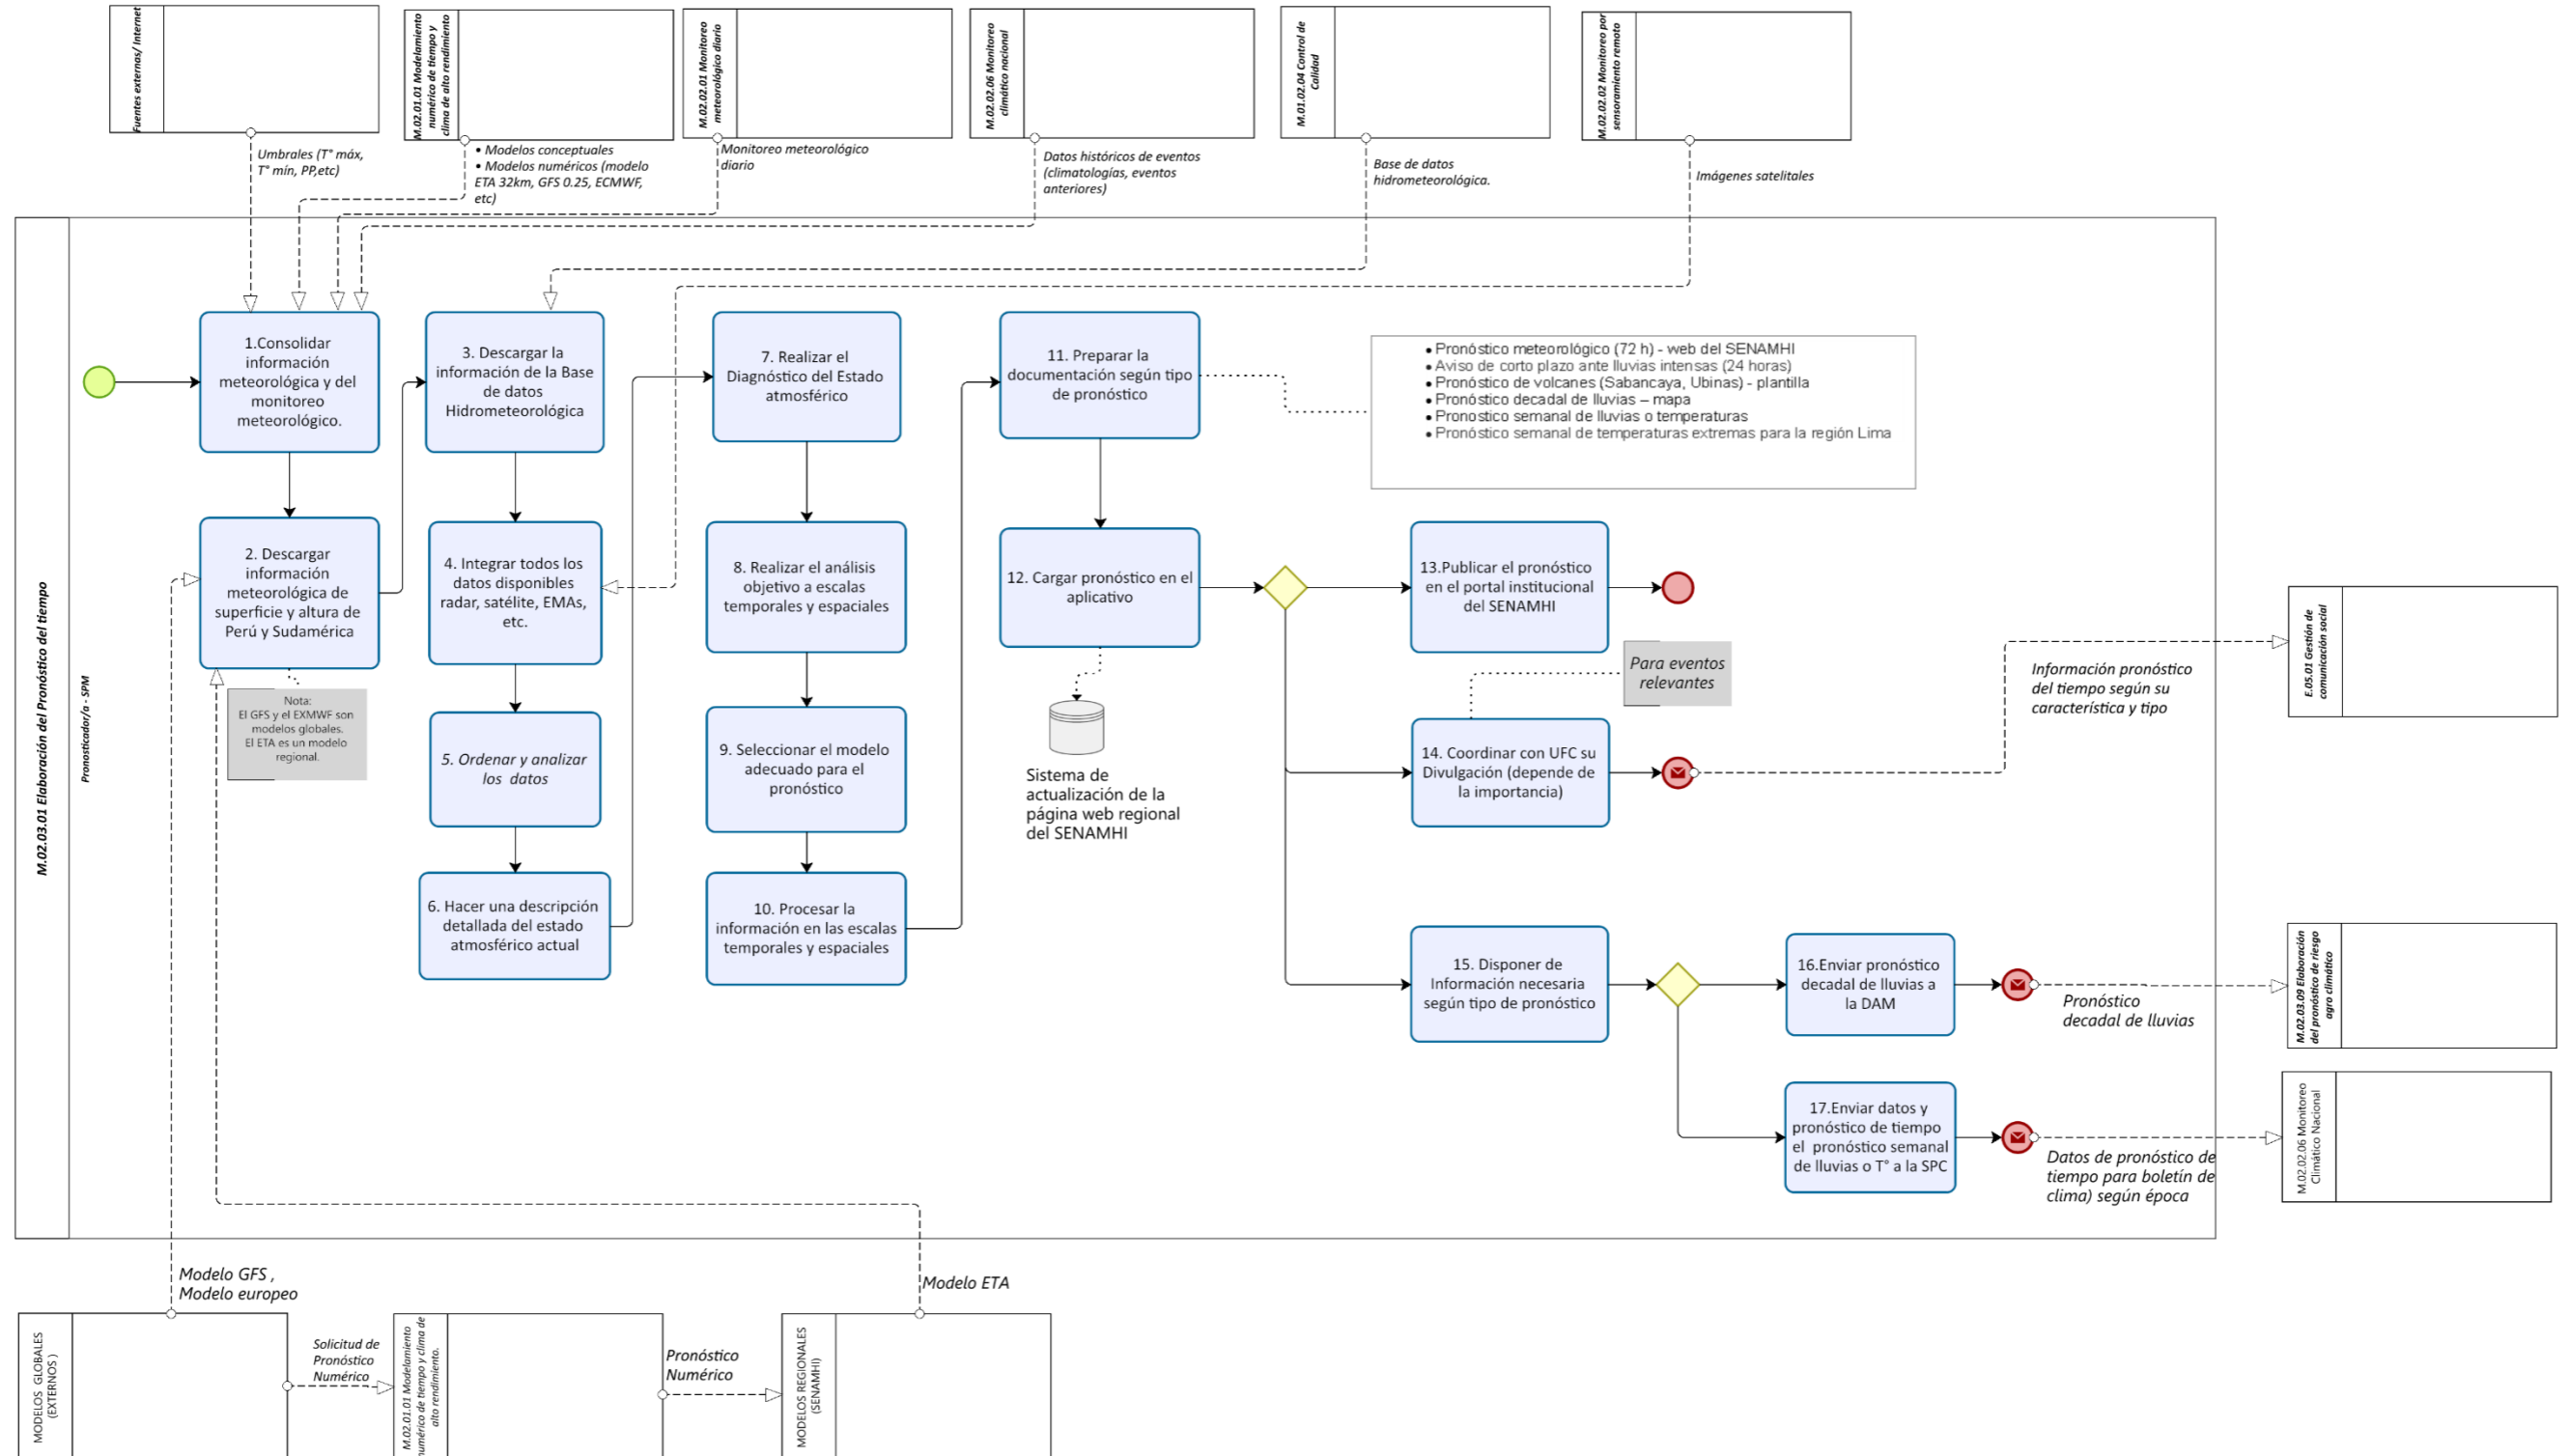 Fuentes externas/ Internet
M.02.01.01 Modelamiento
numérico de tiempo y
clima de alto rendimiento
M.02.02.01 Monitoreo
meteorológico diario
M.02.02.06 Monitoreo
climático nacional
M.01.02.04 Control de
Calidad
M.02.02.02 Monitoreo por
sensoramiento remoto
Umbrales (T° máx,
T° mín, PP,etc)
• Modelos conceptuales
• Modelos numéricos (modelo
ETA 32km, GFS 0.25, ECMWF,
etc)
Monitoreo meteorológico
diario
Datos históricos de eventos
(climatologías, eventos
anteriores)
Base de datos
hidrometeorológica.
Imágenes satelitales
M.02.03.01 Elaboración del Pronóstico del tiempo
Pronosticador/a - SPM
1.Consolidar
información
meteorológica y del
monitoreo
meteorológico.
2. Descargar
información
meteorológica de
superficie y altura de
Perú y Sudamérica
Nota:
El GFS y el EXMWF son
modelos globales.
El ETA es un modelo
regional.
3. Descargar la
información de la Base
de datos
Hidrometeorológica
4. Integrar todos los
datos disponibles
radar, satélite, EMAs,
etc.
5. Ordenar y analizar
los datos
6. Hacer una descripción
detallada del estado
atmosférico actual
7. Realizar el
Diagnóstico del Estado
atmosférico
8. Realizar el análisis
objetivo a escalas
temporales y espaciales
9. Seleccionar el modelo
adecuado para el
pronóstico
10. Procesar la
información en las escalas
temporales y espaciales
11. Preparar la
documentación según tipo
de pronóstico
• Pronóstico meteorológico (72 h) - web del SENAMHI
• Aviso de corto plazo ante lluvias intensas (24 horas)
• Pronóstico de volcanes (Sabancaya, Ubinas) - plantilla
• Pronóstico decadal de lluvias – mapa
• Pronostico semanal de lluvias o temperaturas
• Pronóstico semanal de temperaturas extremas para la región Lima
12. Cargar pronóstico en el
aplicativo
Sistema de
actualización de la
página web regional
del SENAMHI
13.Publicar el pronóstico
en el portal institucional
del SENAMHI
Para eventos
relevantes
14. Coordinar con UFC su
Divulgación (depende de
la importancia)
Información pronóstico
del tiempo según su
característica y tipo
E.05.01 Gestión de
comunicación social
15. Disponer de
Información necesaria
según tipo de pronóstico
16.Enviar pronóstico
decadal de lluvias a
la DAM
Pronóstico
decadal de lluvias
M.02.03.09 Elaboración
del pronóstico de riesgo
agro climático
17.Enviar datos y
pronóstico de tiempo
el pronóstico semanal
de lluvias o T° a la SPC
Datos de pronóstico de
tiempo para boletín de
clima) según época
M.02.02.06 Monitoreo
Climático Nacional
Modelo GFS ,
Modelo europeo
Modelo ETA
MODELOS GLOBALES
(EXTERNOS )
Solicitud de
Pronóstico
Numérico
M.02.01.01 Modelamiento
numérico de tiempo y clima de
alto rendimiento.
Pronóstico
Numérico
MODELOS REGIONALES
(SENAMHI)